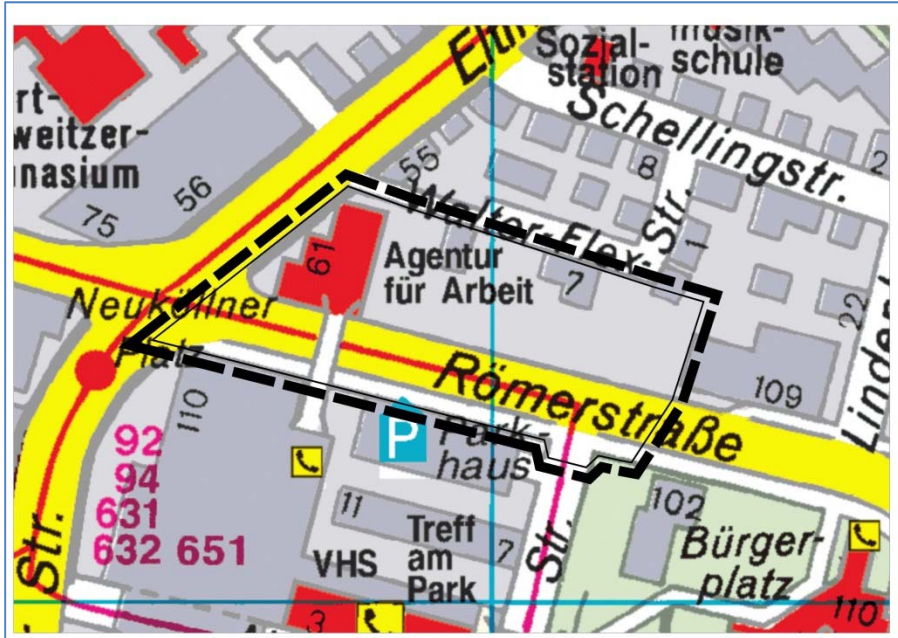 Sozial-
station
musik-
schule
Schellingstr.
weitzer-
nasium
56
75
55
8
2
Walter-Flex-
Str.
1
7
61
Agentur
für Arbeit
Neuköllner
Platz
22
109
Römerstraße
110
P
Park-
haus
92
94
631
632 651
11
VHS
Treff
am
Park
7
Str.
Str.
102
Bürger-
platz
110
3